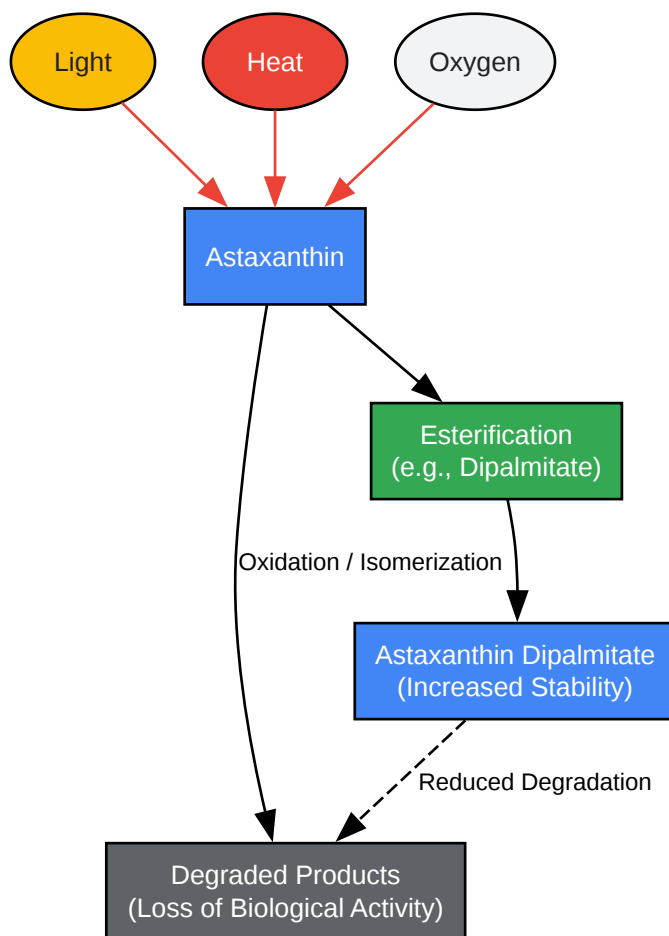 Light
Heat
Oxygen
Astaxanthin
Esterification
(e.g., Dipalmitate)
Oxidation / Isomerization
Astaxanthin Dipalmitate
(Increased Stability)
Reduced Degradation
Degraded Products
(Loss of Biological Activity)